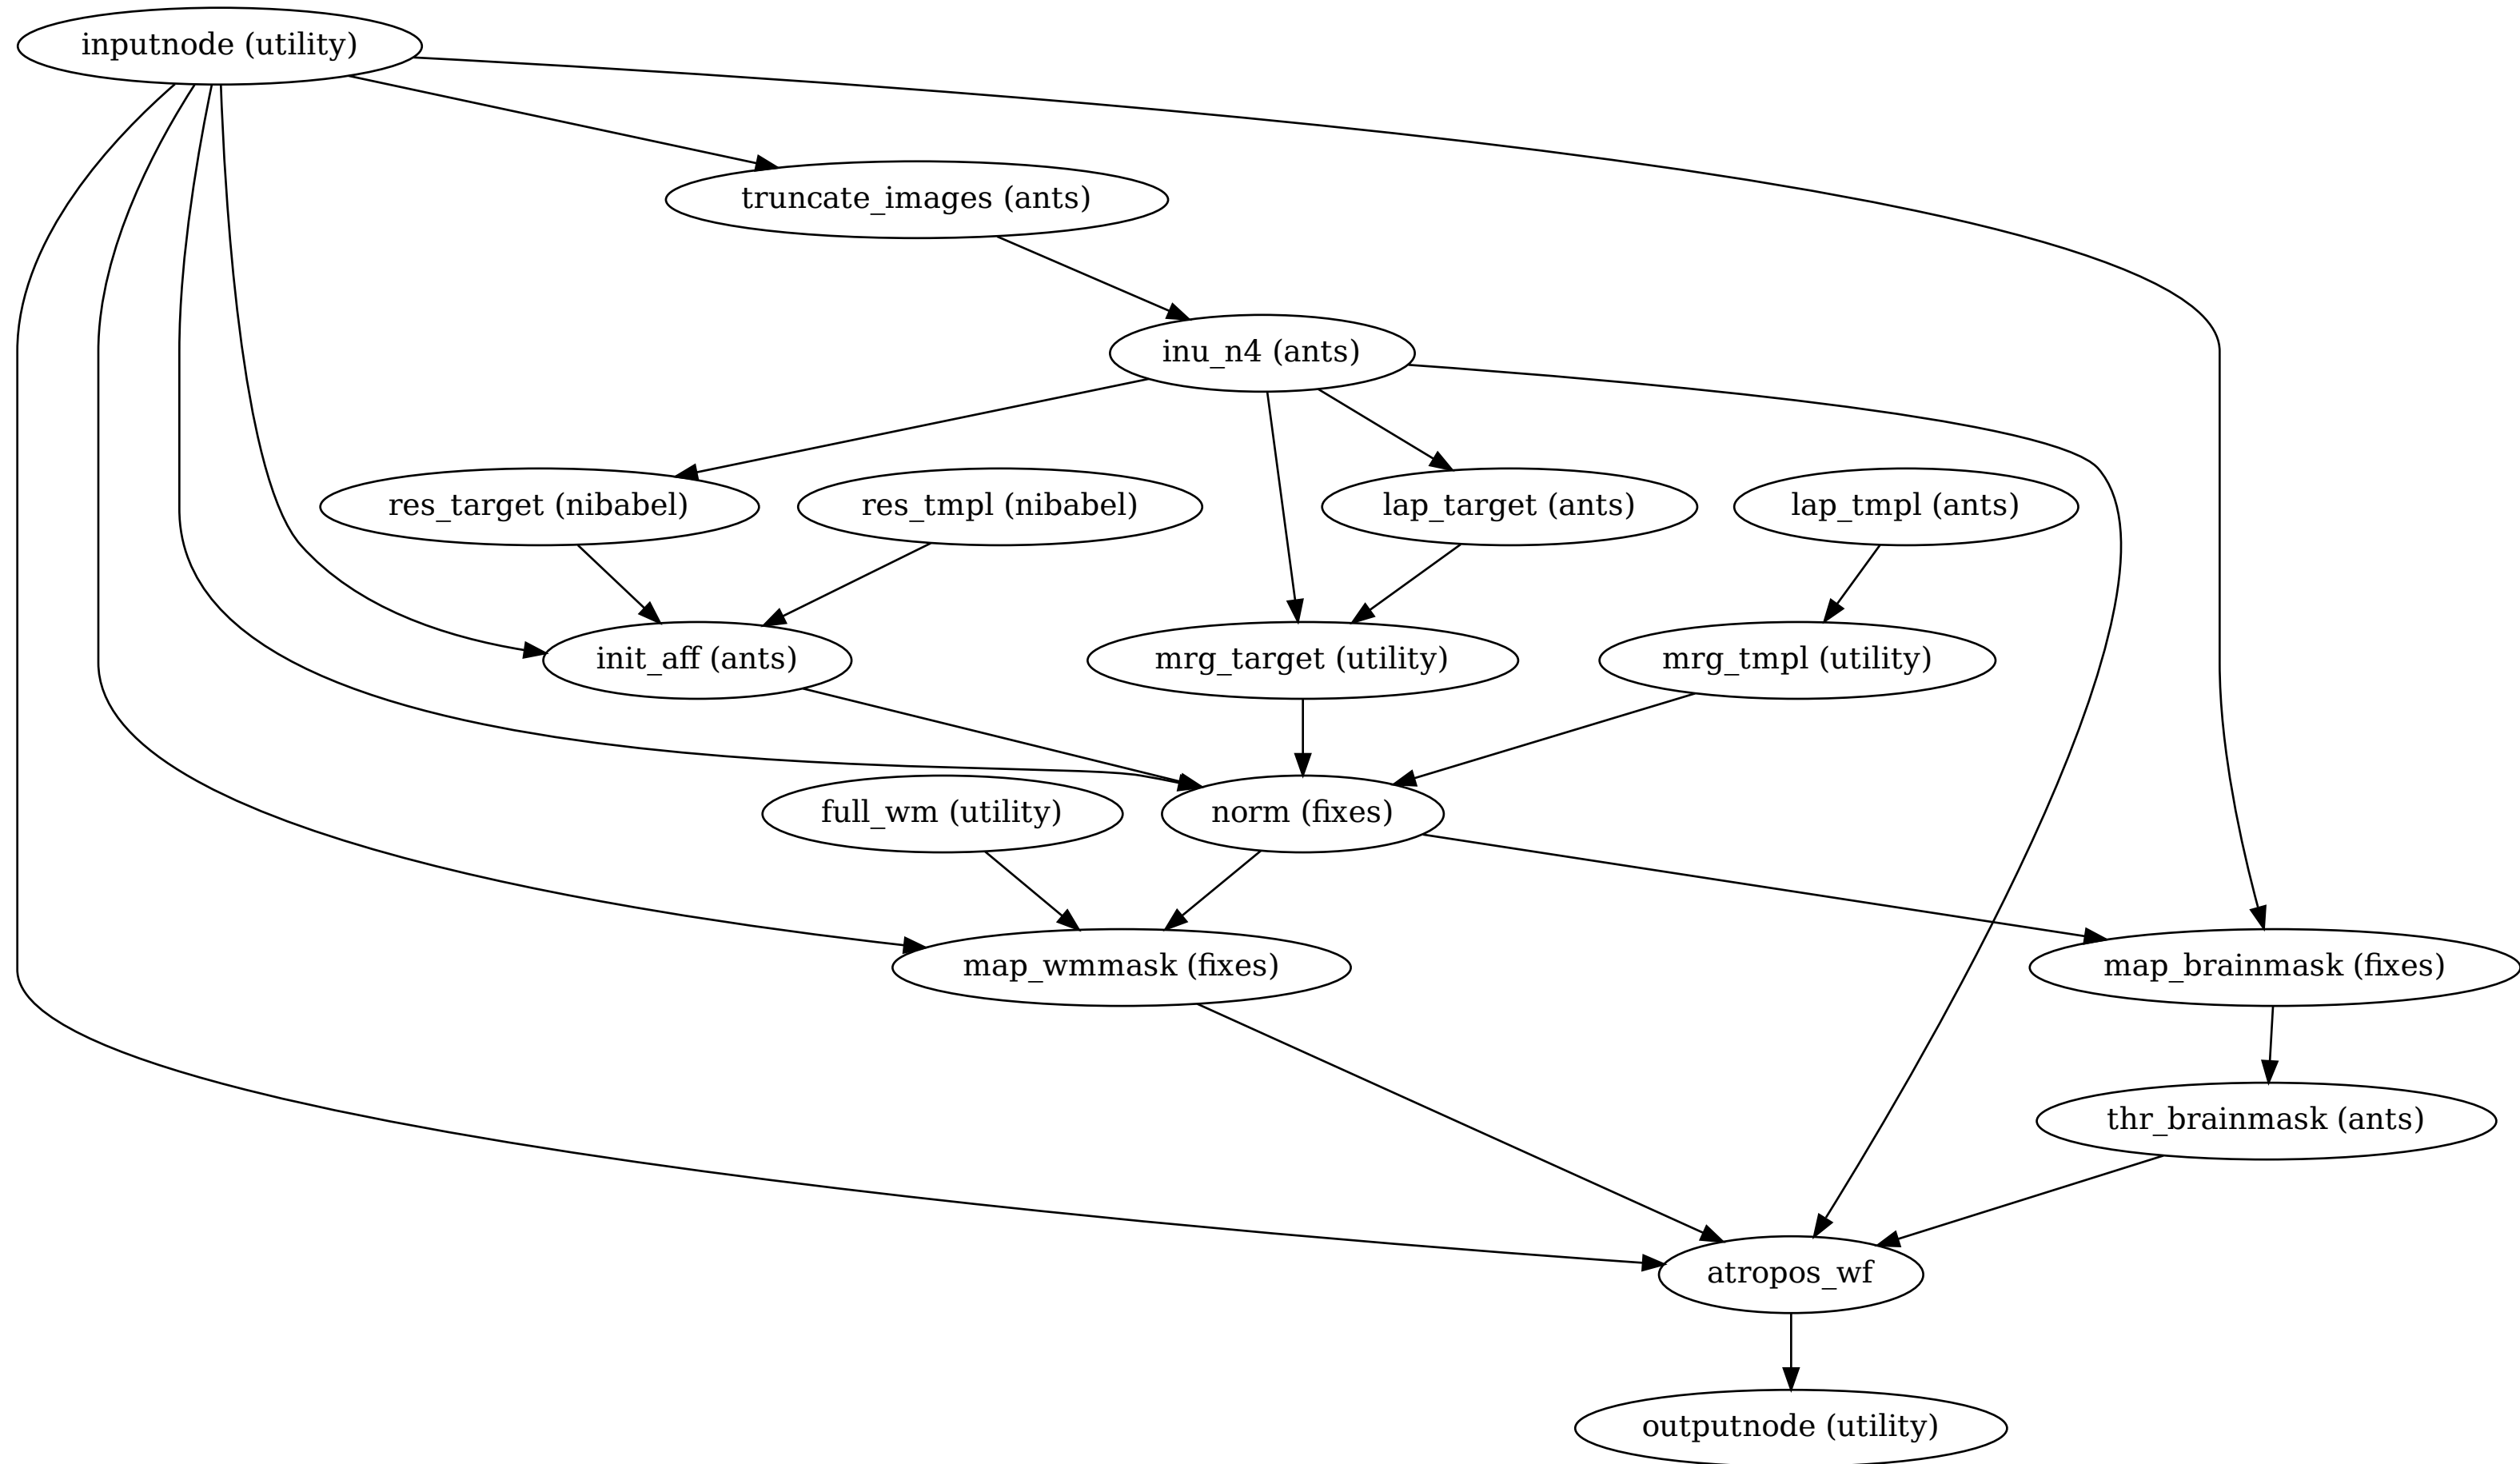 inputnode (utility)
truncate_images (ants)
inu_n4 (ants)
res_target (nibabel)
res_tmpl (nibabel)
lap_target (ants)
lap_tmpl (ants)
init_aff (ants)
mrg_target (utility)
mrg_tmpl (utility)
full_wm (utility)
norm (fixes)
map_wmmask (fixes)
map_brainmask (fixes)
thr_brainmask (ants)
atropos_wf
outputnode (utility)